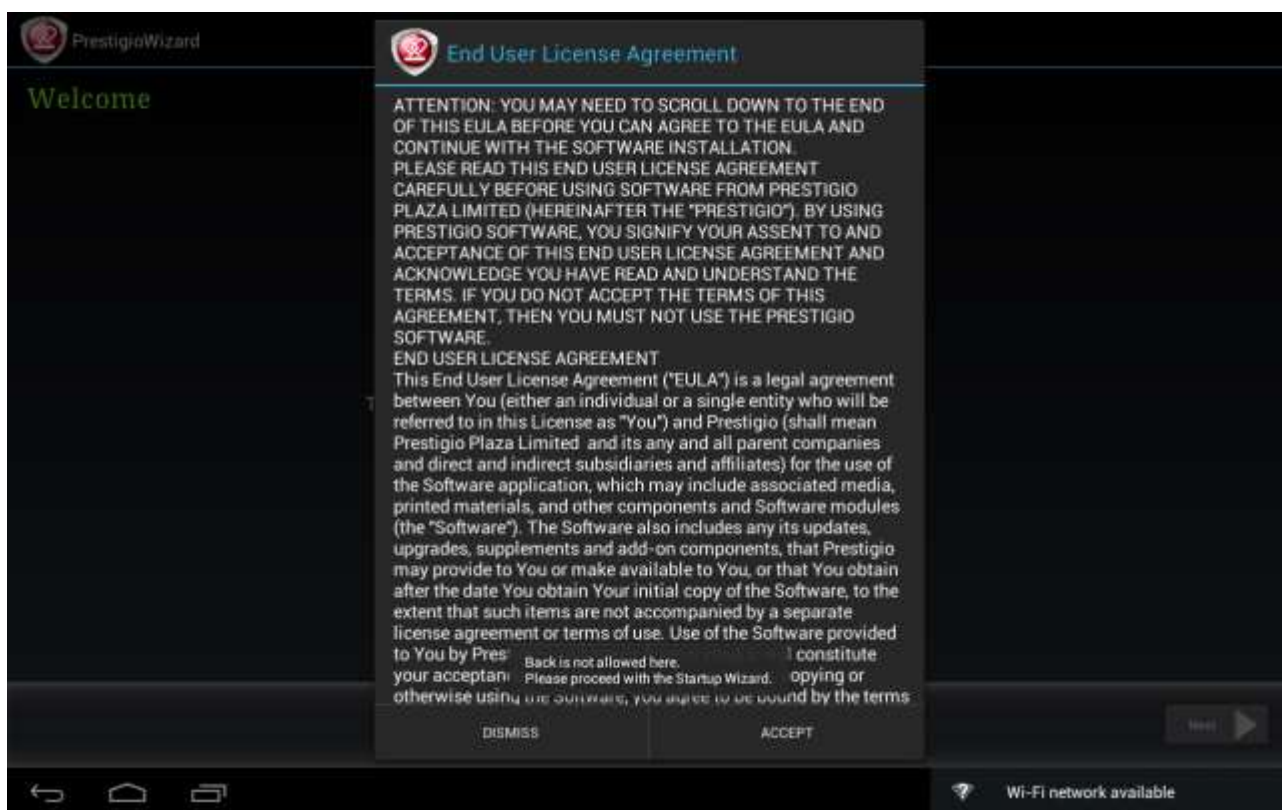 PrestigioWizard
Welcome
End User License Agreement
ATTENTION: YOU MAY NEED TO SCROLL DOWN TO THE END
OF THIS EULA BEFORE YOU CAN AGREE TO THE EULA AND
CONTINUE WITH THE SOFTWARE INSTALLATION.
PLEASE READ THIS END USER LICENSE AGREEMENT
CAREFULLY BEFORE USING SOFTWARE FROM PRESTIGIO
PLAZA LIMITED (HEREINAFTER THE "PRESTIGIO"). BY USING
PRESTIGIO SOFTWARE, YOU SIGNIFY YOUR ASSENT TO AND
ACCEPTANCE OF THIS END USER LICENSE AGREEMENT AND
ACKNOWLEDGE YOU HAVE READ AND UNDERSTAND THE
TERMS. IF YOU DO NOT ACCEPT THE TERMS OF THIS
AGREEMENT, THEN YOU MUST NOT USE THE PRESTIGIO
SOFTWARE.
END USER LICENSE AGREEMENT
This End User License Agreement ("EULA") is a legal agreement
between You (either an individual or a single entity who will be
referred to in this License as "You") and Prestigio (shall mean
Prestigio Plaza Limited and its any and all parent companies
and direct and indirect subsidiaries and affiliates) for the use of
the Software application, which may include associated media,
printed materials, and other components and Software modules
(the "Software"). The Software also includes any its updates,
upgrades, supplements and add-on components, that Prestigio
may provide to You or make available to You, or that You obtain
after the date You obtain Your initial copy of the Software, to the
extent that such items are not accompanied by a separate
license agreement or terms of use. Use of the Software provided
to You by Pres constitute
your acceptan opying or
otherwise using the Software, you agree to be bound by the terms
Back is not allowed here.
Please proceed with the Startup Wizard.
DISMISS
ACCEPT
Next
Wi-Fi network available